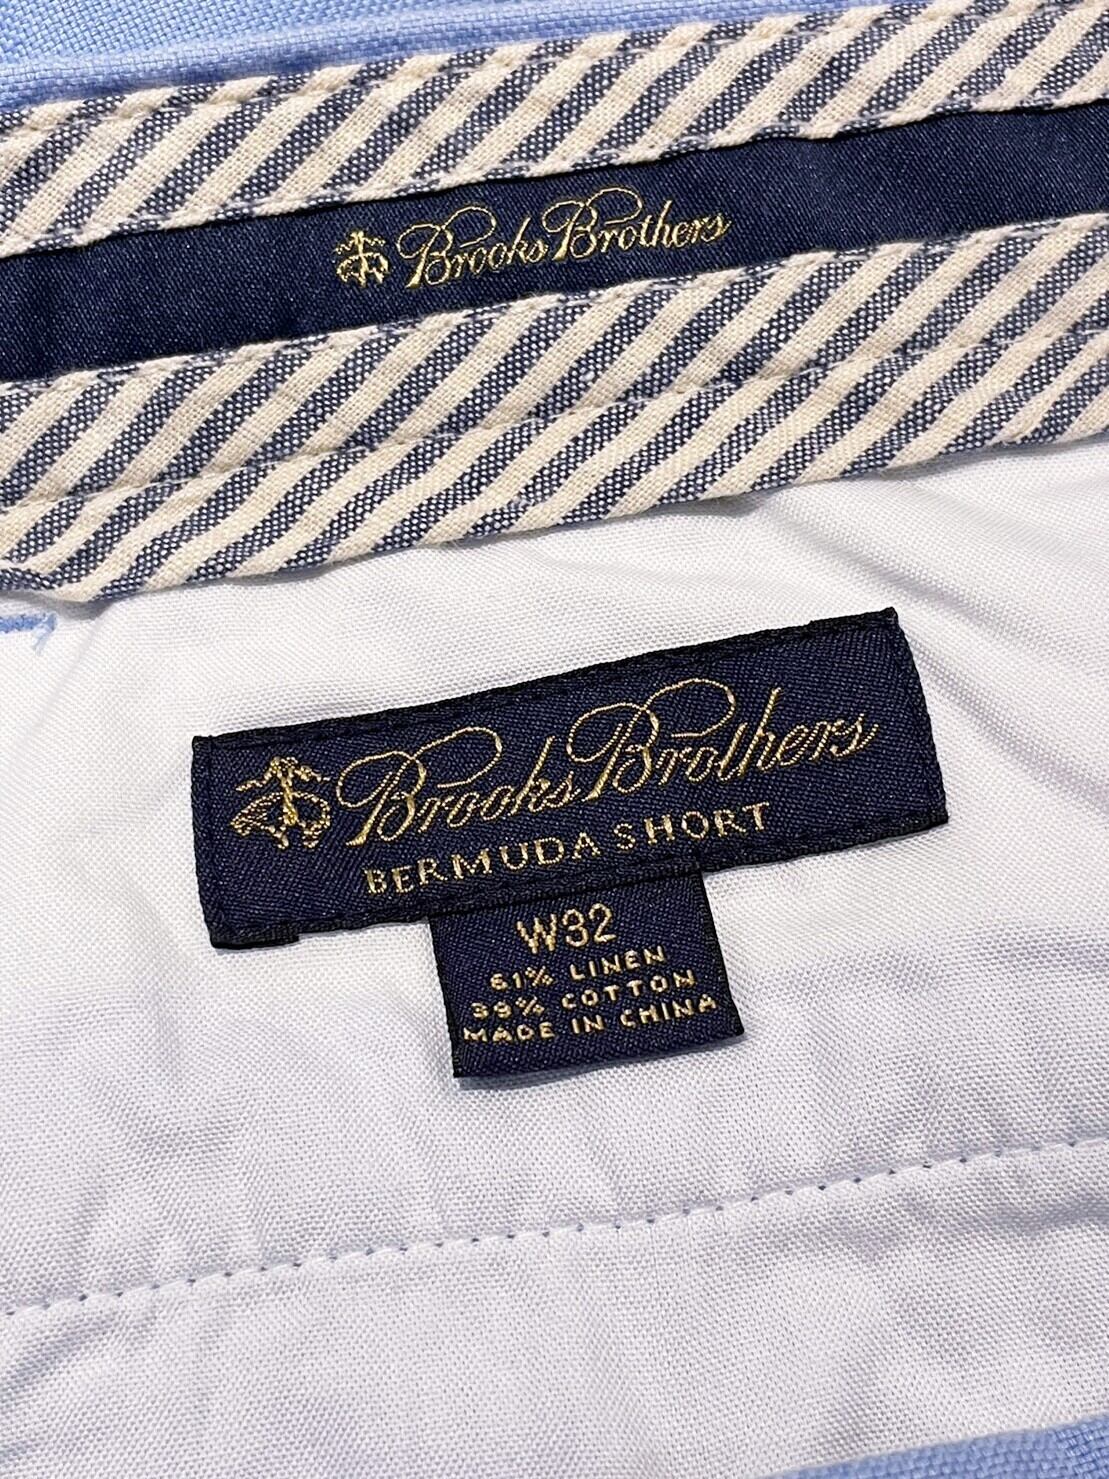 Brooks Brothers
Brooks Brothers
BERMUDA SHORT
W32
61% LINEN
39% COTTON
MADE IN CHINA